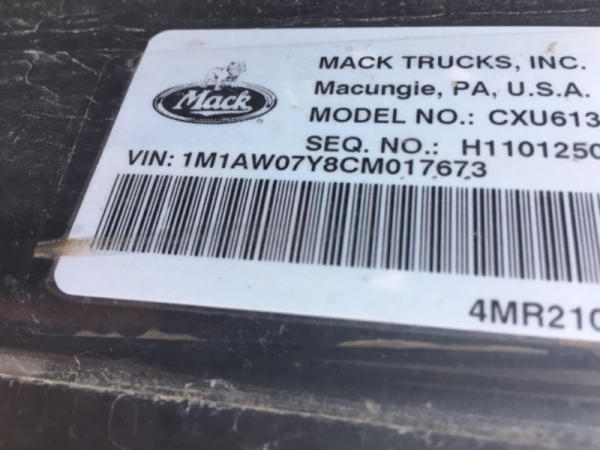 Mack
MACK TRUCKS, INC.
Macungie, PA, U.S.A.
MODEL NO.: CXU613
SEQ. NO.: H1101250
VIN: 1M1AW07Y8CM017673
4MR210